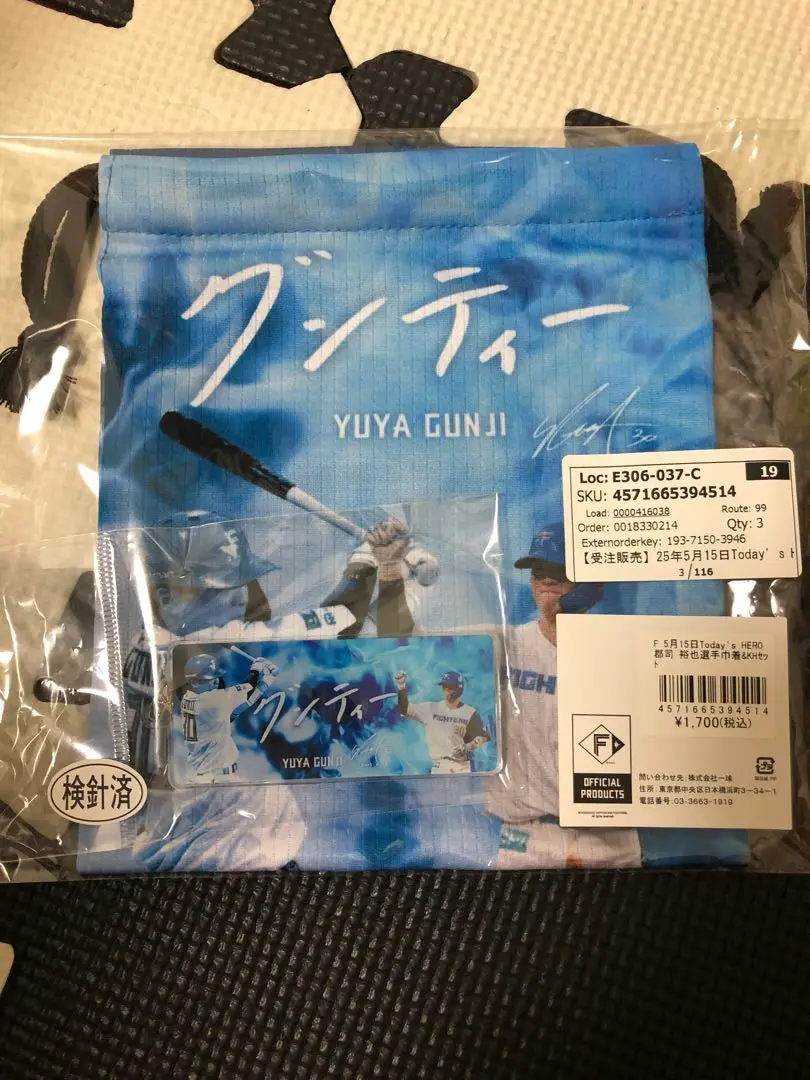 グンティー
YUYA GUNJI
30
Loc: E306-037-C
19
SKU: 4571665394514
Load: 0000416038
Route: 99
Order: 0018330214
Qty: 3
Externorderkey: 193-7150-3946
【受注販売】25年5月15日Today's
3/116
F 5月15日Today's HERO
郡司 裕也選手巾着&KHセッ
ト
4571665394514
¥1,700(税込)
OFFICIAL
PRODUCTS
問い合わせ先:株式会社一球
住所:東京都中央区日本橋浜町3-34-1
電話番号:03-3663-1919
グンティー
YUYA GUNJI
30
FIGHTERS
30
検針済